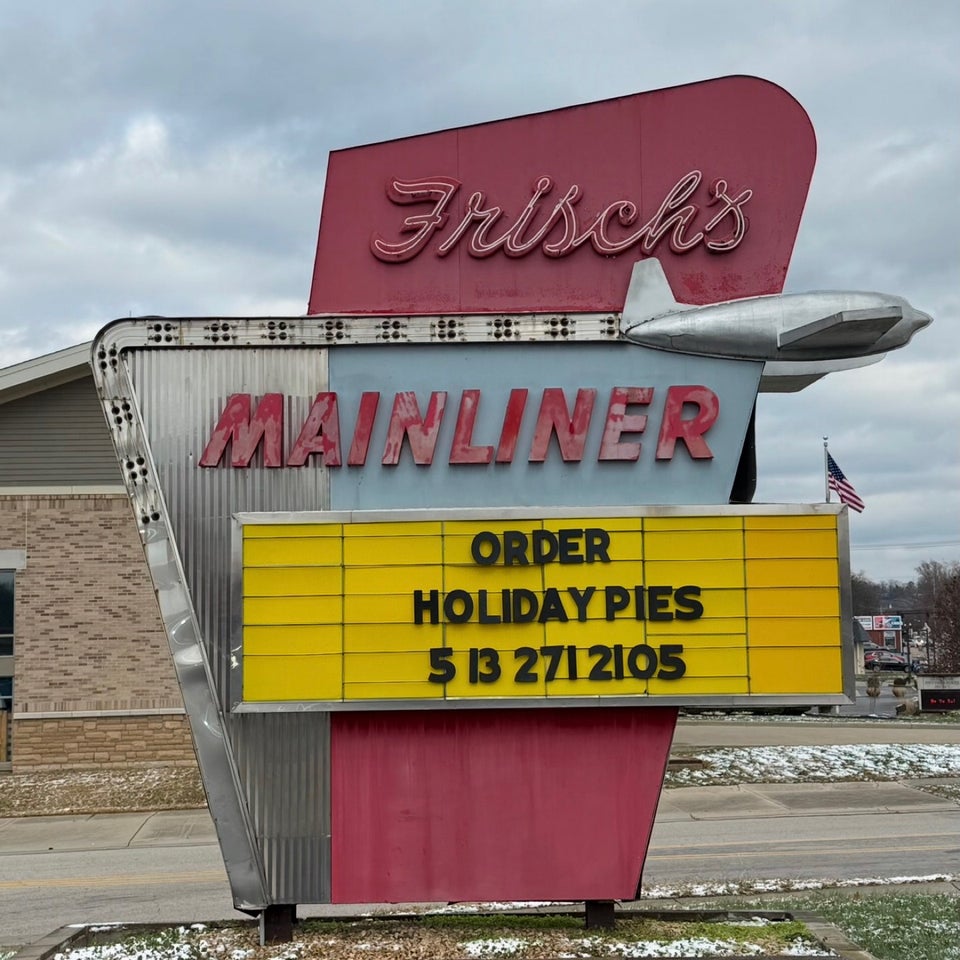 Frisch's
MAINLINER
ORDER
HOLIDAY PIES
513 271 2105